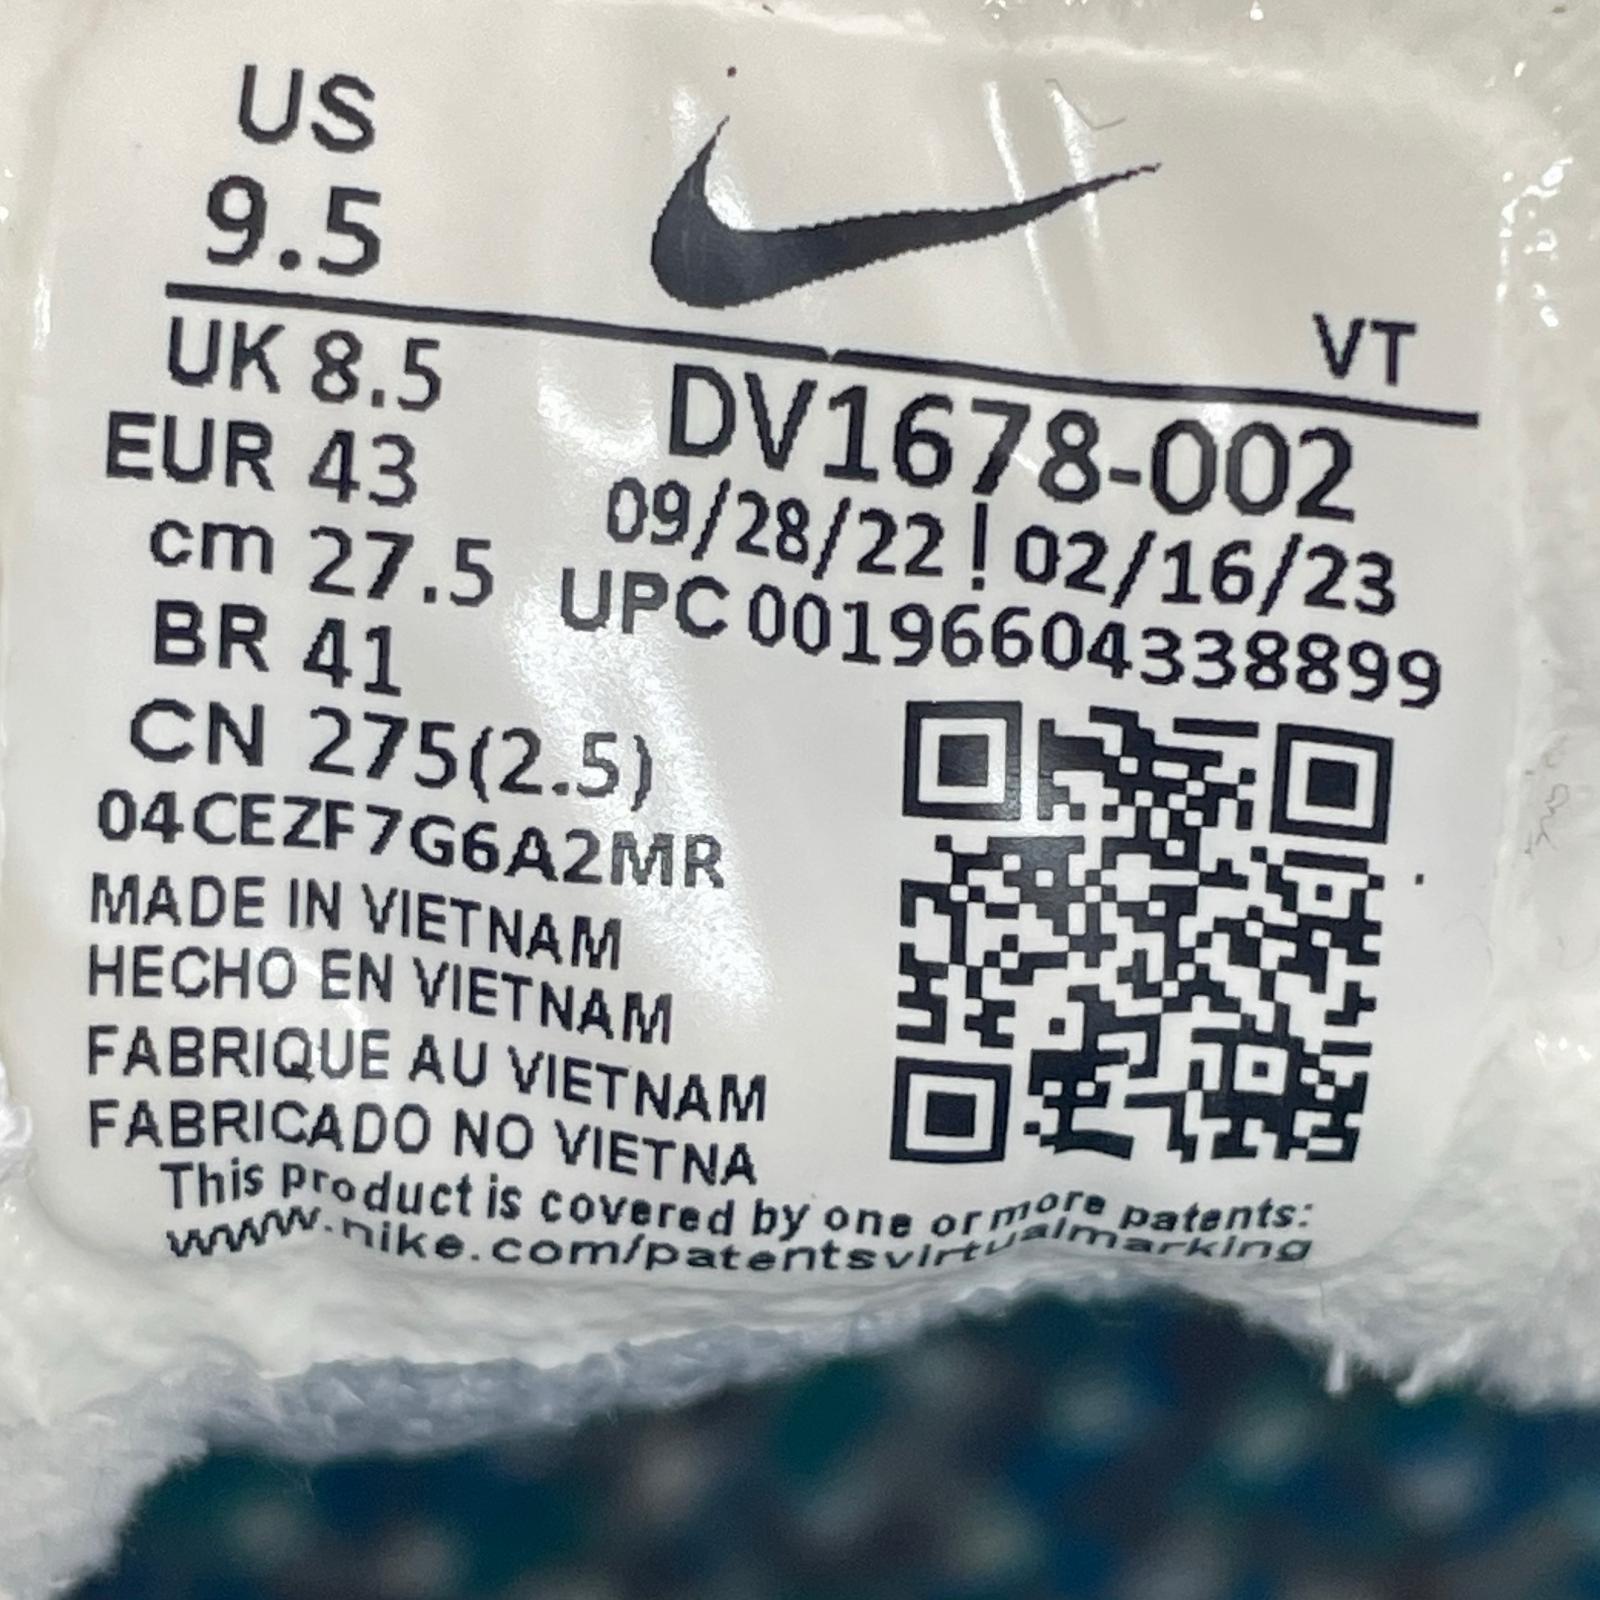 US
9.5
VT
UK 8.5
EUR 43
cm 27.5
BR 41
CN 275(2.5)
04CEZF7G6A2MR
MADE IN VIETNAM
HECHO EN VIETNAM
FABRIQUE AU VIETNAM
FABRICADO NO VIETNA
DV1678-002
09/28/22 ! 02/16/23
UPC 00196604338899
This product is covered by one or more patents:
www.nike.com/patentsvirtualmarking